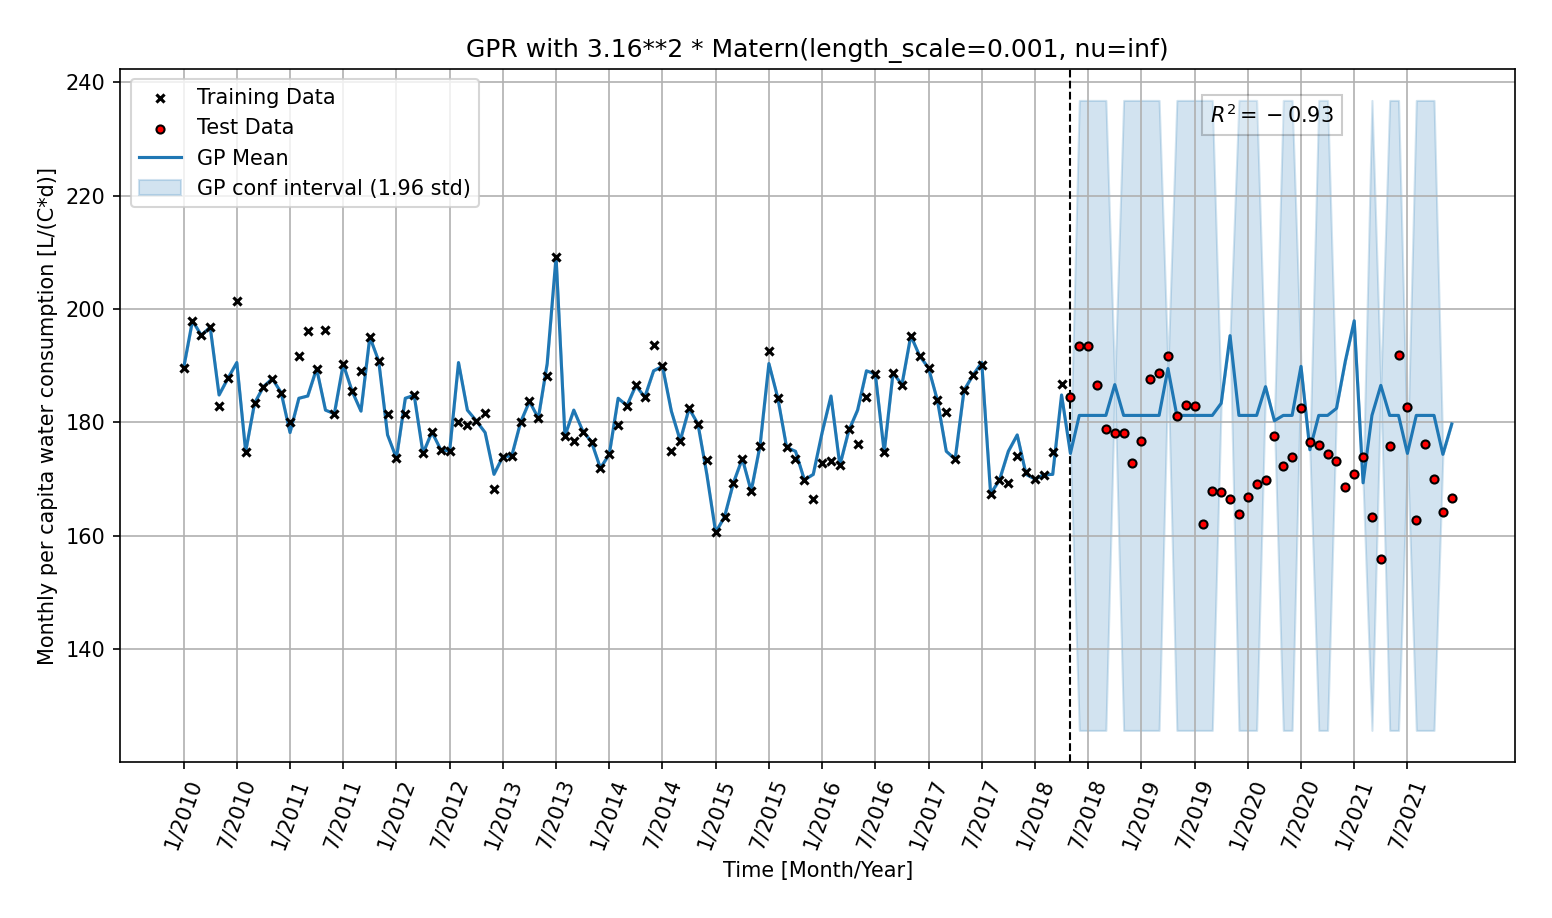 GPR with 3.16**2 * Matern(length_scale=0.001, nu=inf)
Training Data
Test Data
GP Mean
GP conf interval (1.96 std)
R² = −0.93
Monthly per capita water consumption [L/(C*d)]
240
220
200
180
160
140
1/2010 7/2010 1/2011 7/2011 1/2012 7/2012 1/2013 7/2013 1/2014 7/2014 1/2015 7/2015 1/2016 7/2016 1/2017 7/2017 1/2018 7/2018 1/2019 7/2019 1/2020 7/2020 1/2021 7/2021
Time [Month/Year]